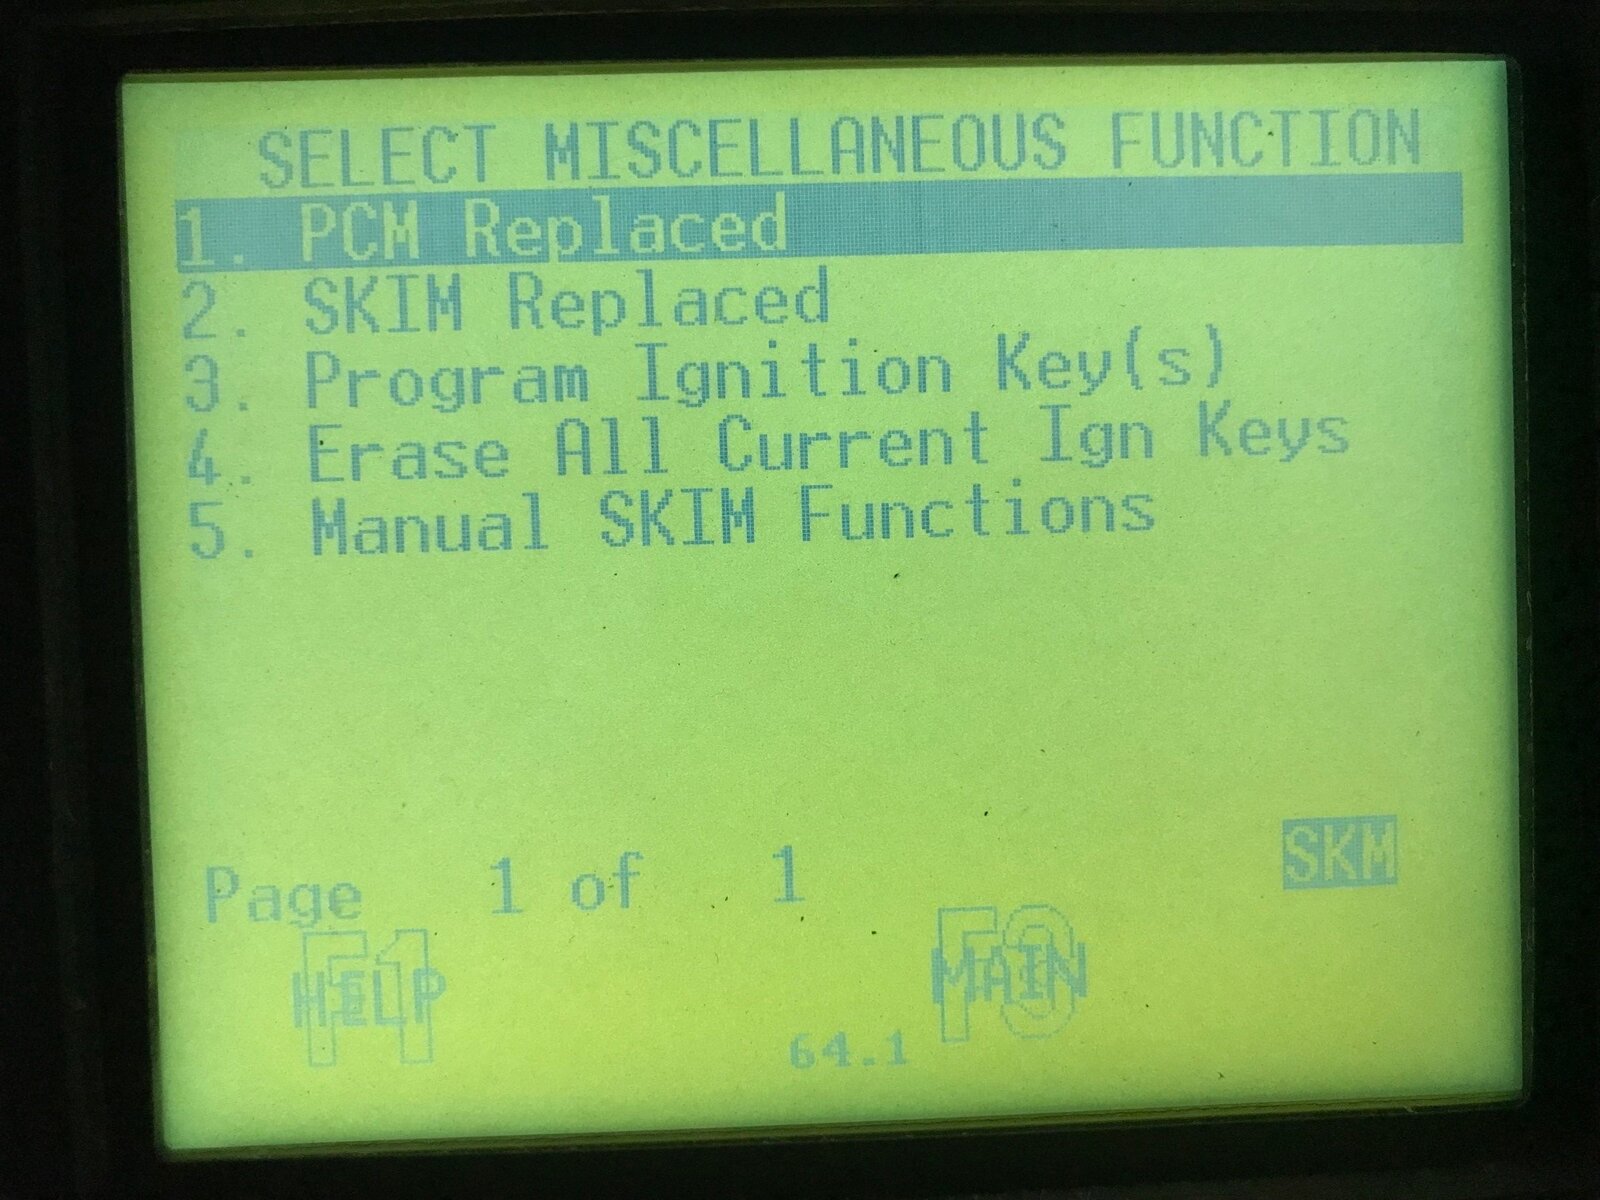 SELECT MISCELLANEOUS FUNCTION
1. PCM Replaced
2. SKIM Replaced
3. Program Ignition Key(s)
4. Erase All Current Ign Keys
5. Manual SKIM Functions
SKM
Page 1 of 1
F1 HELP
F3 MAIN
64.1